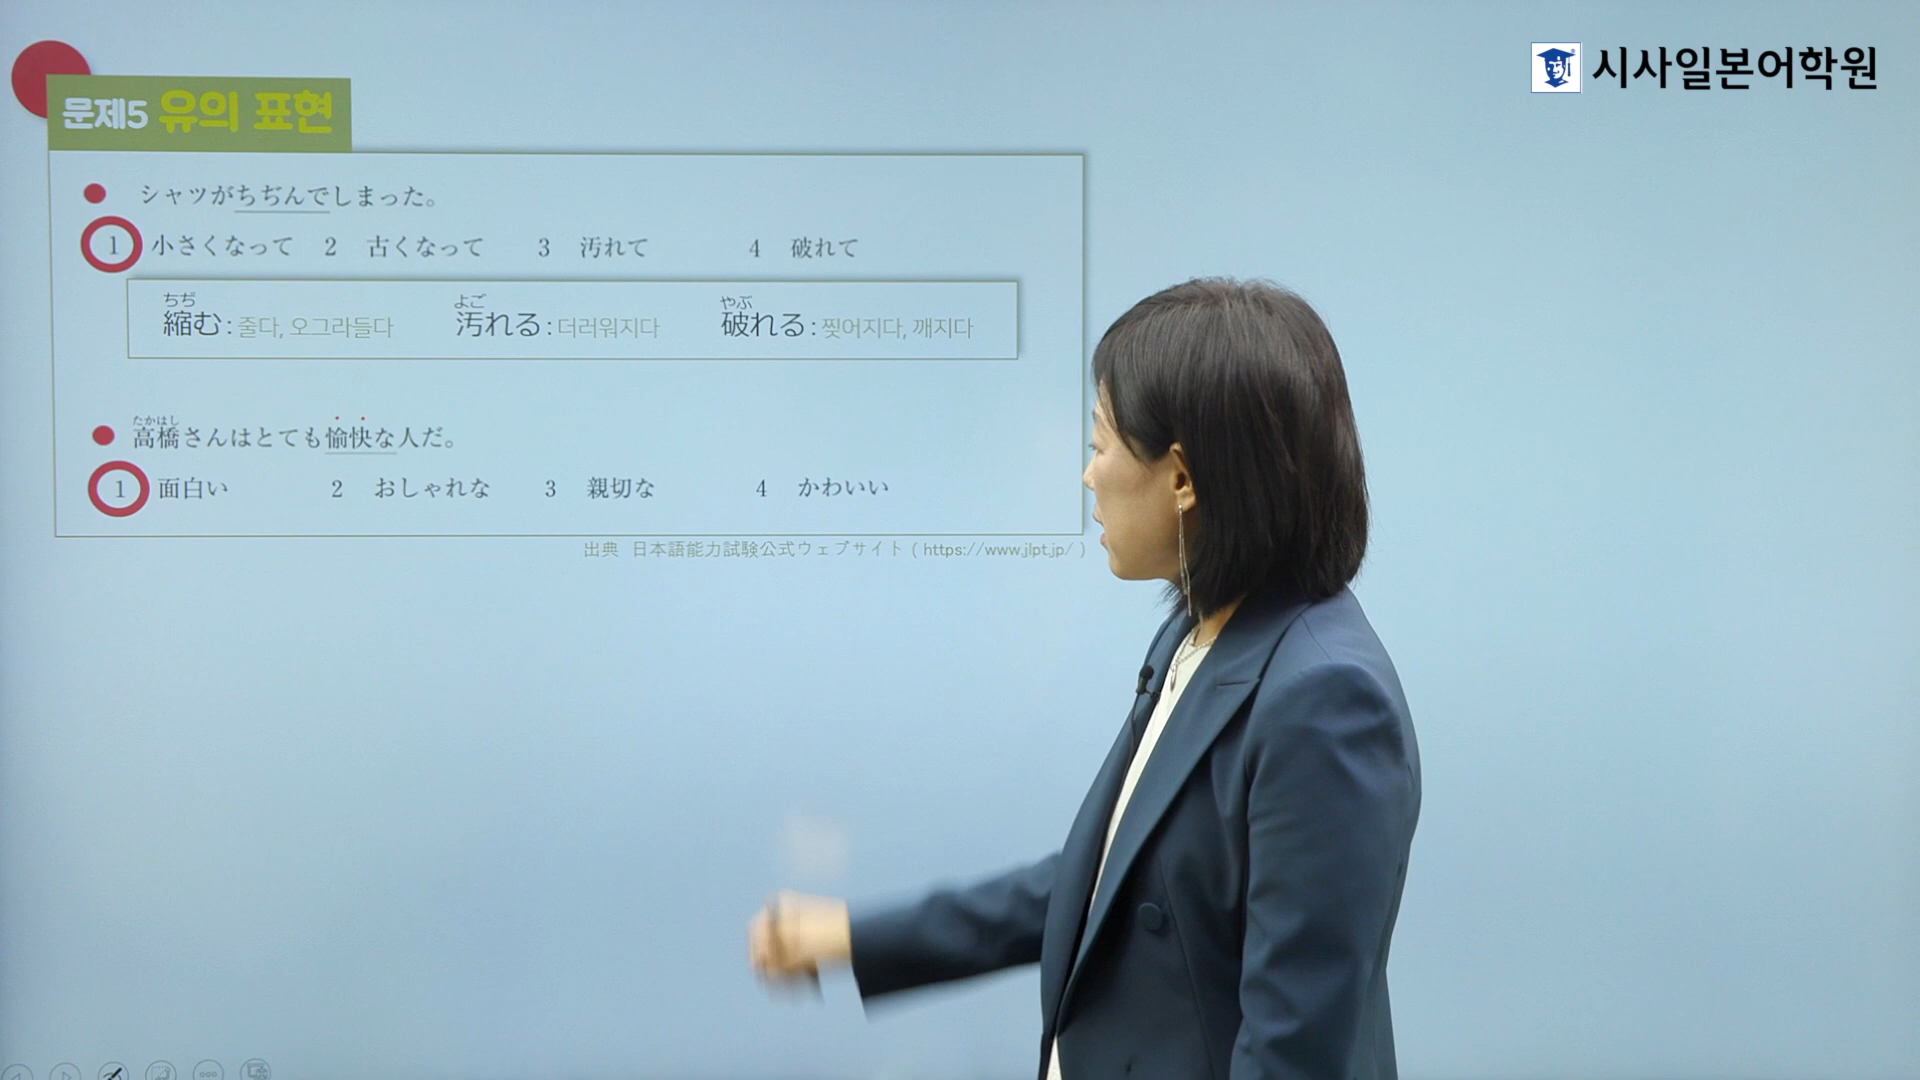 시사일본어학원
문제5 유의 표현
シャツがちぢんでしまった。
1 小さくなって 2 古くなって 3 汚れて 4 破れて
ちぢ よご やぶ
縮む : 줄다, 오그라들다 汚れる : 더러워지다 破れる : 찢어지다, 깨지다
たかはし
高橋さんはとても愉快な人だ。
1 面白い 2 おしゃれな 3 親切な 4 かわいい
出典 日本語能力試験公式ウェブサイト ( https://www.jlpt.jp/ )